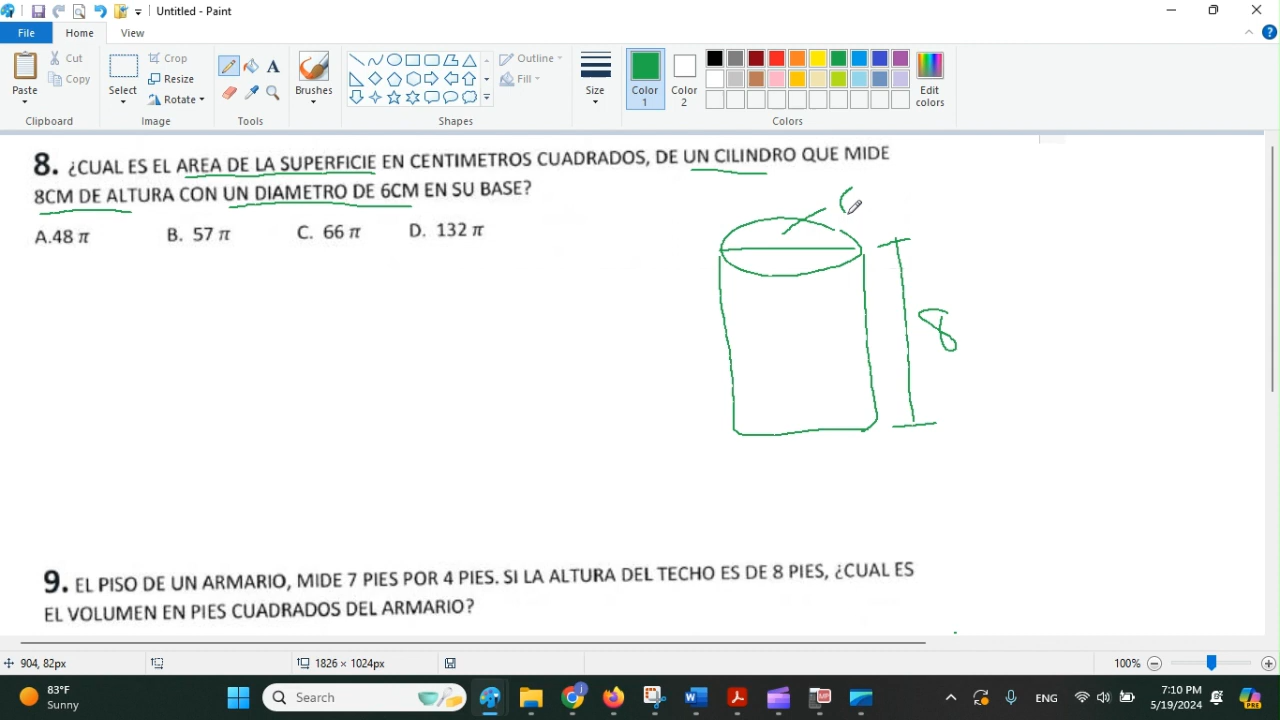 Untitled - Paint
File Home View
Paste Cut Copy Select Crop Resize Rotate Brushes Outline Fill Size Color 1 Color 2 Edit colors
Clipboard Image Tools Shapes Colors
8. ¿CUAL ES EL AREA DE LA SUPERFICIE EN CENTIMETROS CUADRADOS, DE UN CILINDRO QUE MIDE
8CM DE ALTURA CON UN DIAMETRO DE 6CM EN SU BASE?
A.48 π B. 57 π C. 66 π D. 132 π
8
9. EL PISO DE UN ARMARIO, MIDE 7 PIES POR 4 PIES. SI LA ALTURA DEL TECHO ES DE 8 PIES, ¿CUAL ES
EL VOLUMEN EN PIES CUADRADOS DEL ARMARIO?
904, 82px 1826 × 1024px 100%
83°F Sunny Search ENG 7:10 PM 5/19/2024